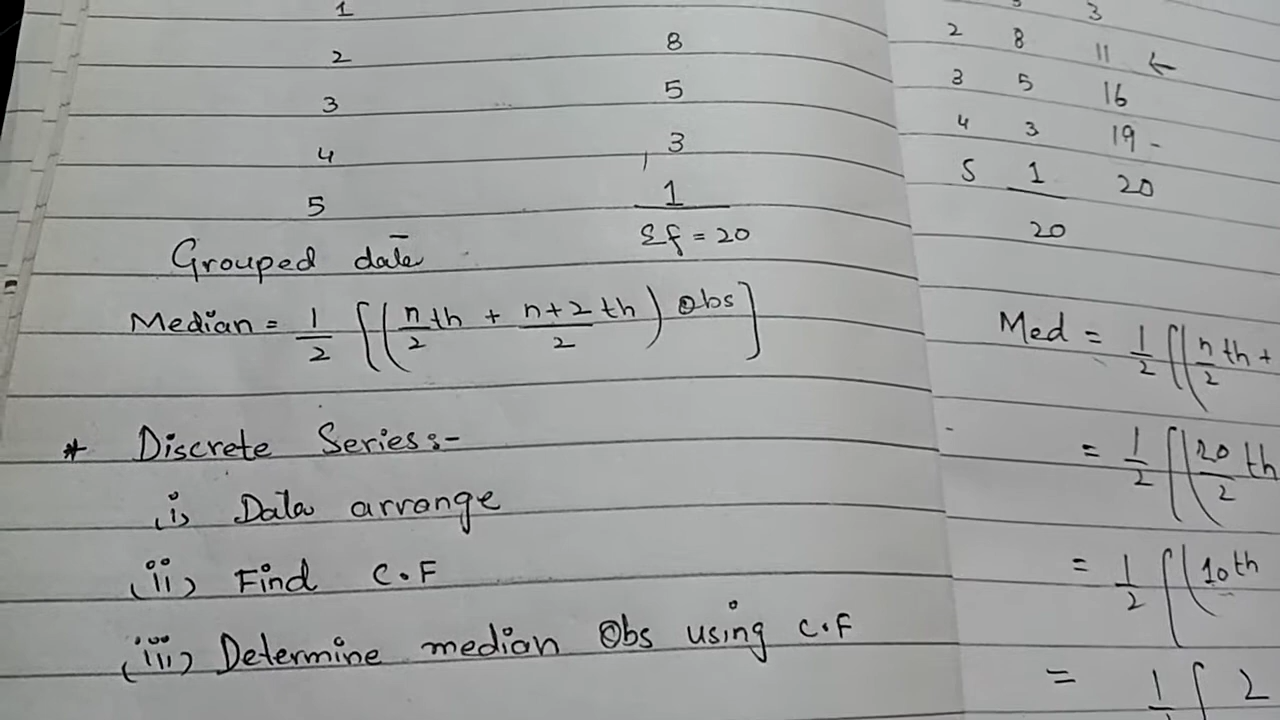 1
2 8
3 5
4 3
5 1
Σf = 20
Grouped data
Median = 1/2 [(n/2 th + n+2/2 th) Obs]
* Discrete Series:-
(i) Data arrange
(ii) Find C.F
(iii) Determine median Obs using C.F
3
2 8 11 ←
3 5 16
4 3 19 -
5 1 20
20
Med = 1/2 [(n/2 th +
= 1/2 [(20/2 th
= 1/2 [(10th
= 1/2 [ 2